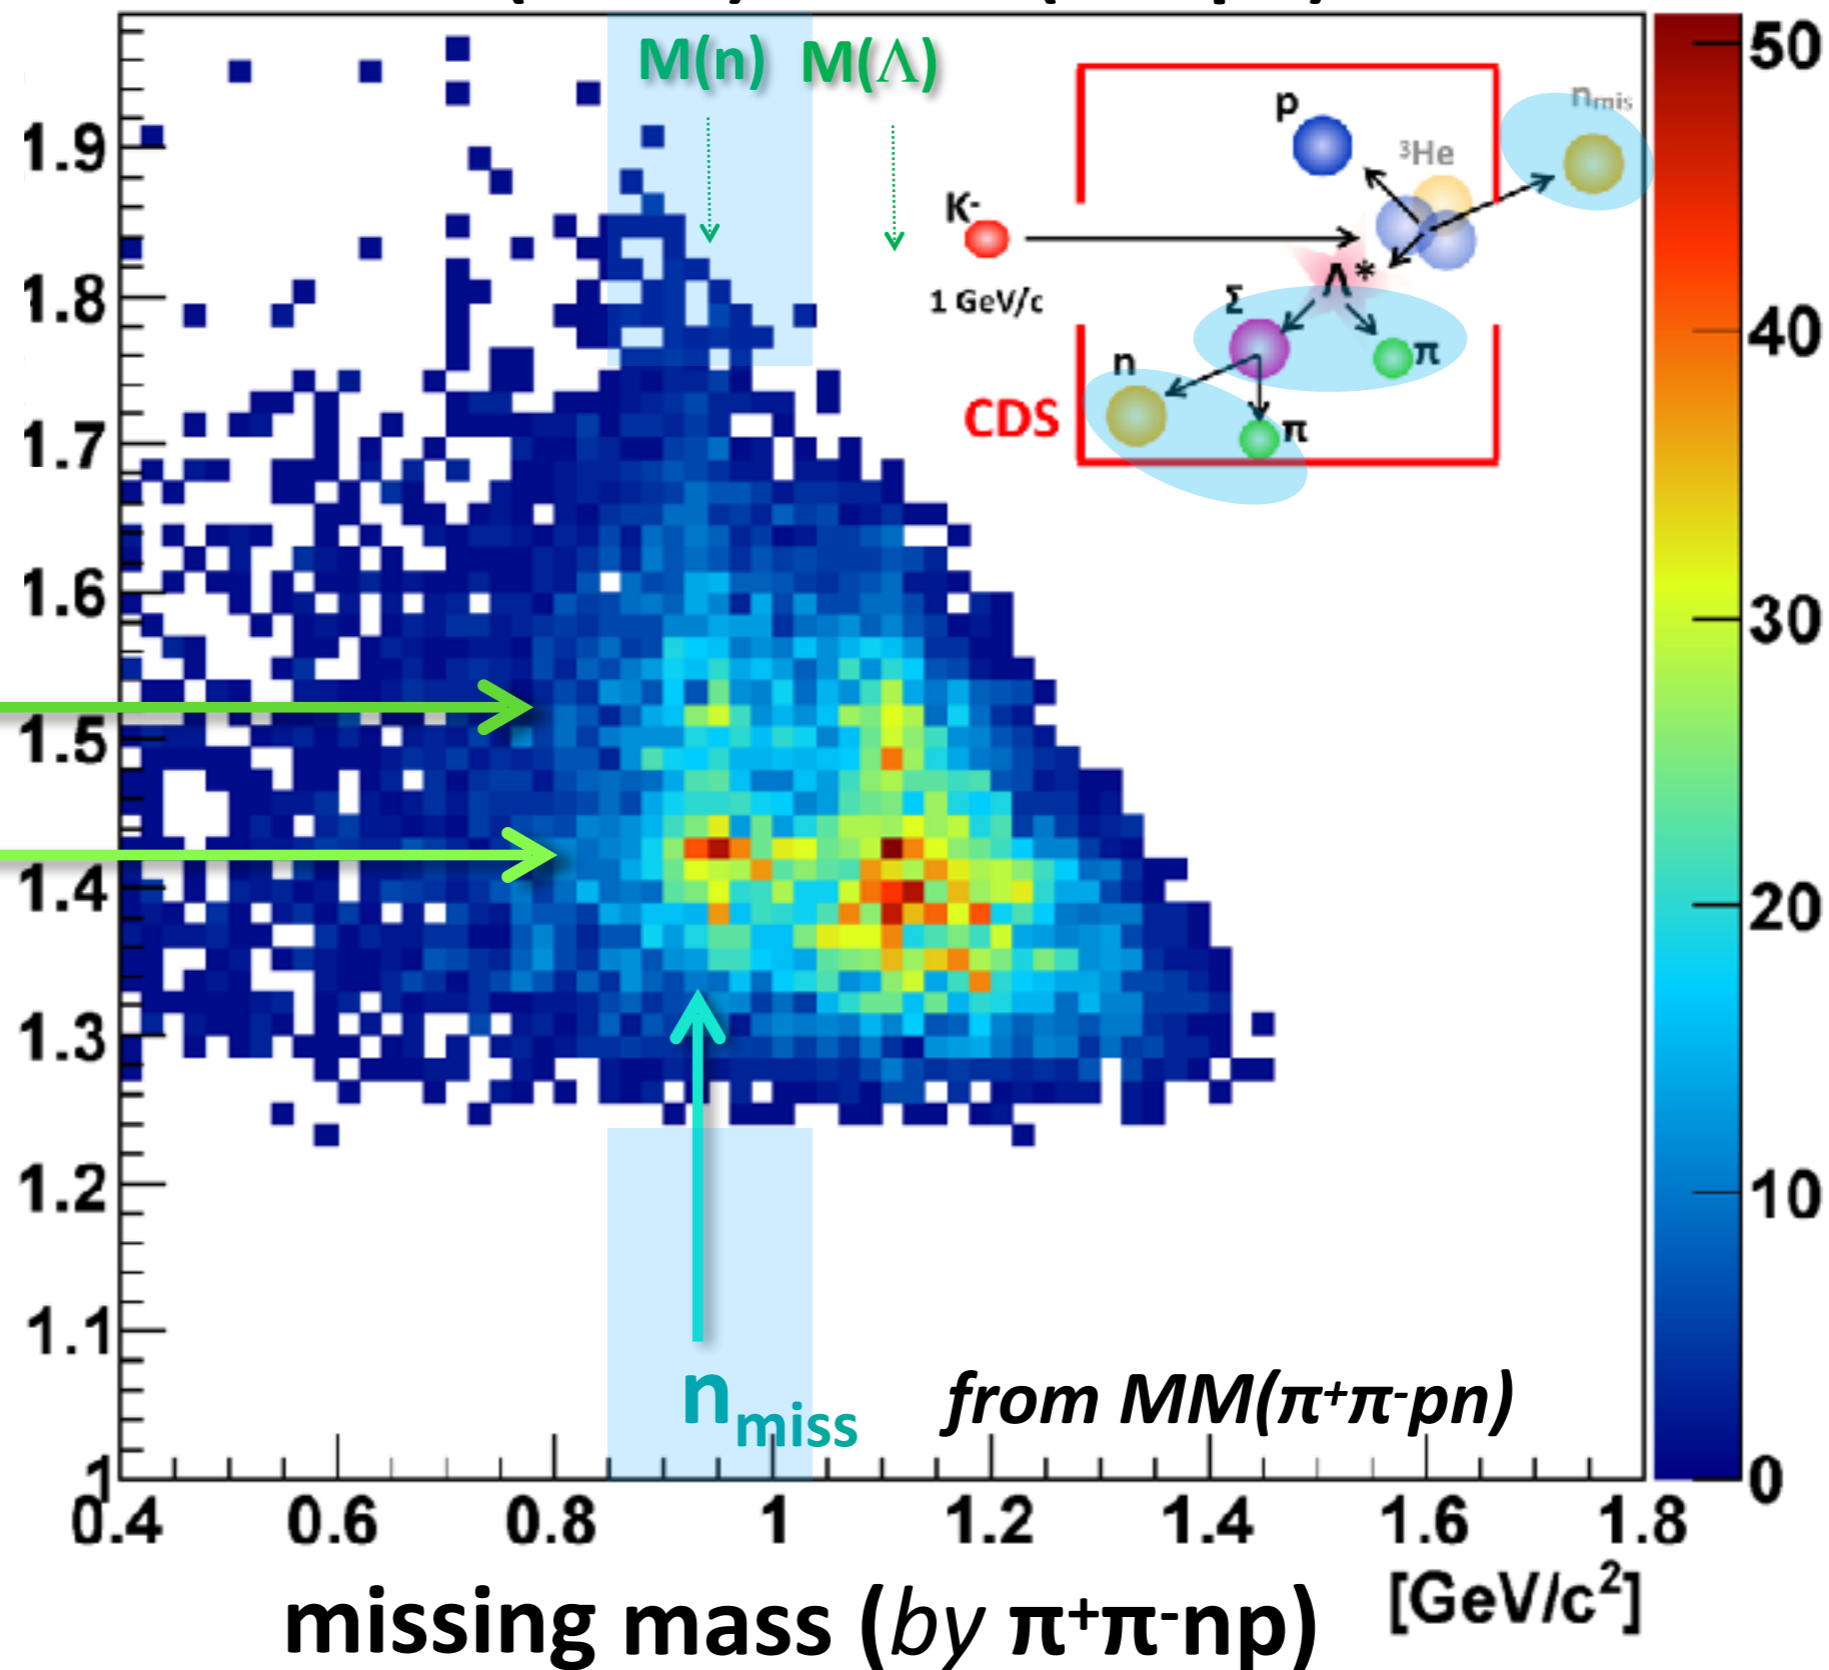 M(n) M(Λ)
50
40
30
20
10
0
1.9
1.8
1.7
1.6
1.5
1.4
1.3
1.2
1.1
1
p
nmis
³He
K-
1 GeV/c
Λ*
Σ
π
n
π
CDS
nmiss
from MM(π+π-pn)
0.4 0.6 0.8 1 1.2 1.4 1.6 1.8
[GeV/c²]
missing mass (by π+π-np)